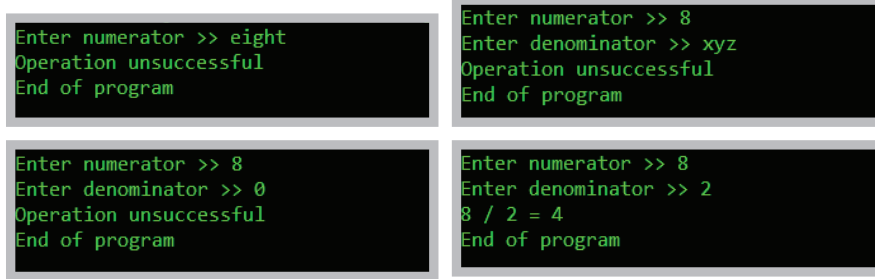 Enter numerator >> eight
Operation unsuccessful
End of program
Enter numerator >> 8
Enter denominator >> xyz
Operation unsuccessful
End of program
Enter numerator >> 8
Enter denominator >> 0
Operation unsuccessful
End of program
Enter numerator >> 8
Enter denominator >> 2
8 / 2 = 4
End of program